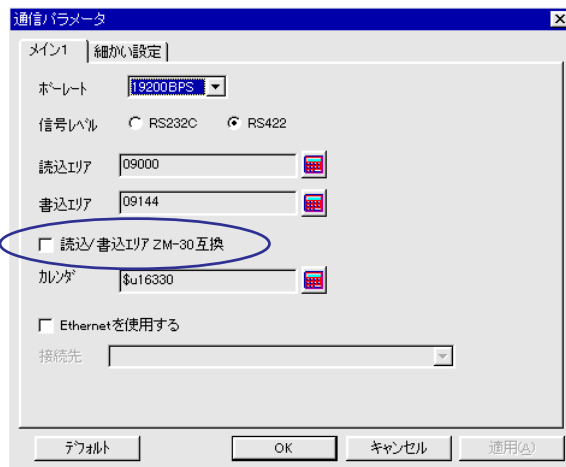 通信パラメータ
メイン1 細かい設定
ボーレート 19200BPS
信号レベル RS232C RS422
読込エリア 09000
書込エリア 09144
読込/書込エリア ZM-30互換
カレンダ $u16330
Ethernetを使用する
接続先
デフォルト OK キャンセル 適用(A)